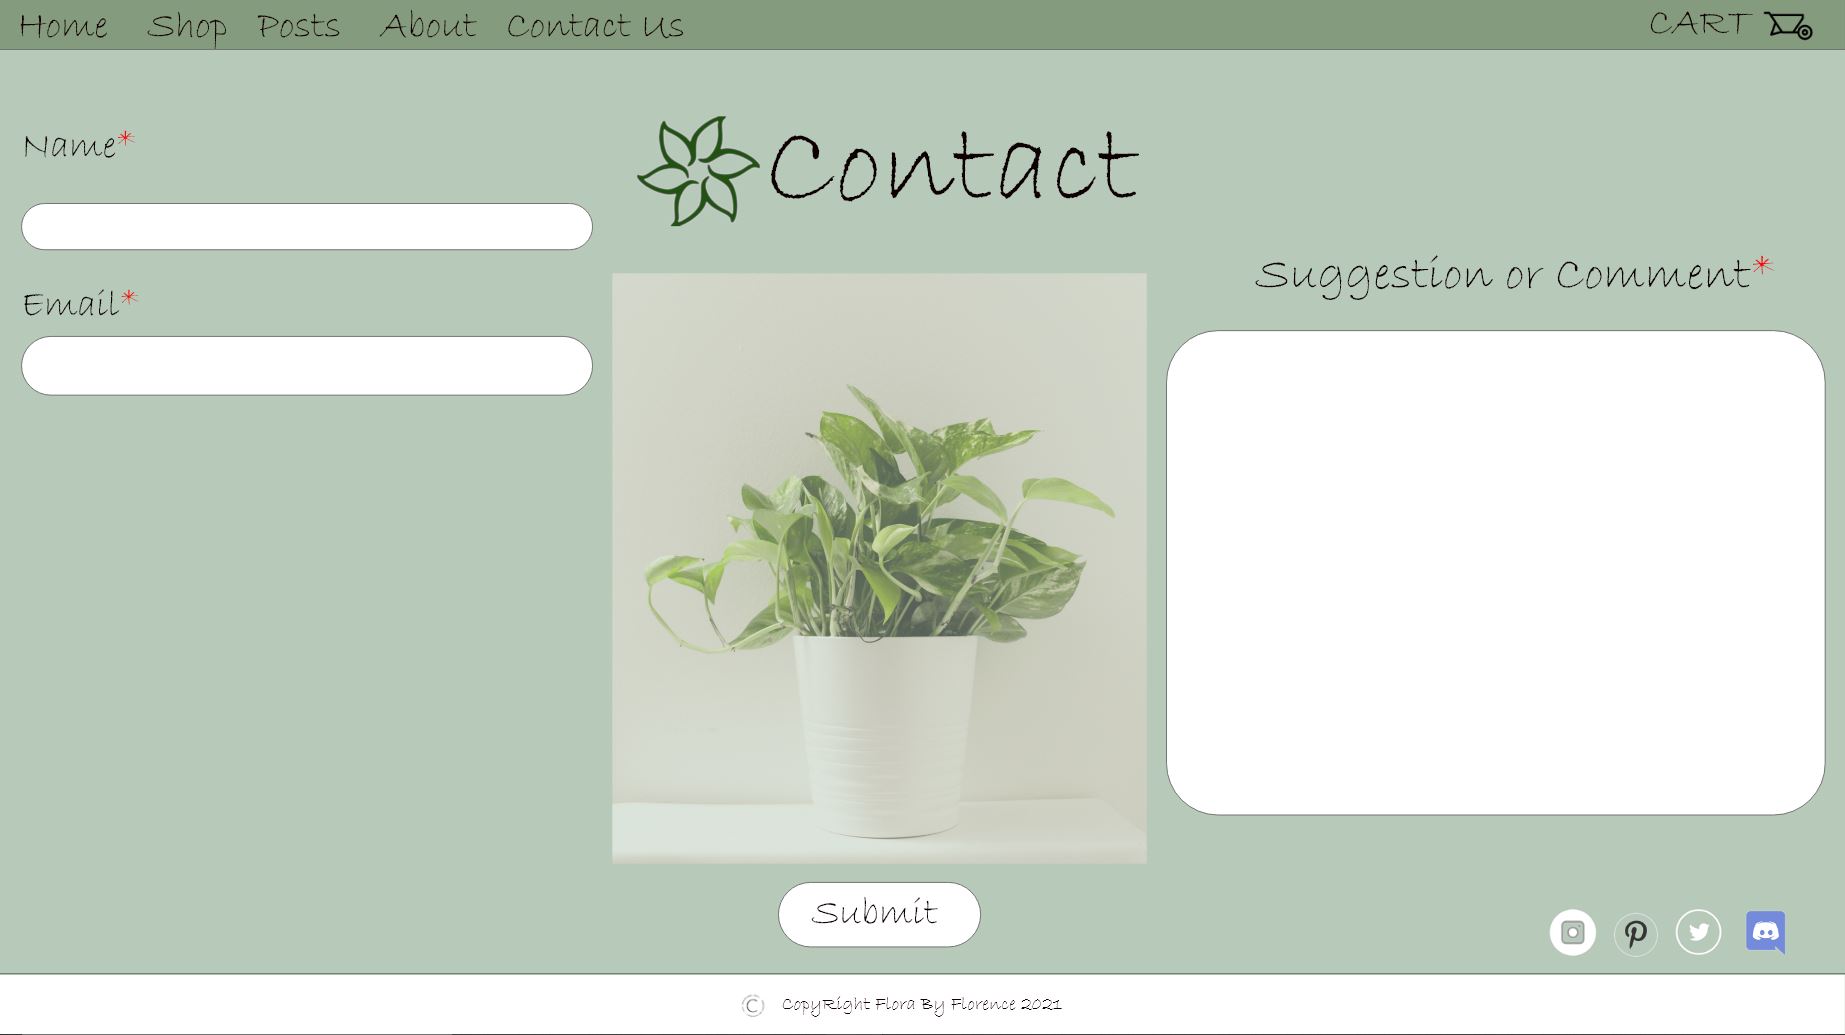 Home Shop Posts About Contact Us CART
Contact
Name*
Email*
Suggestion or Comment*
Submit
© CopyRight Flora By Florence 2021